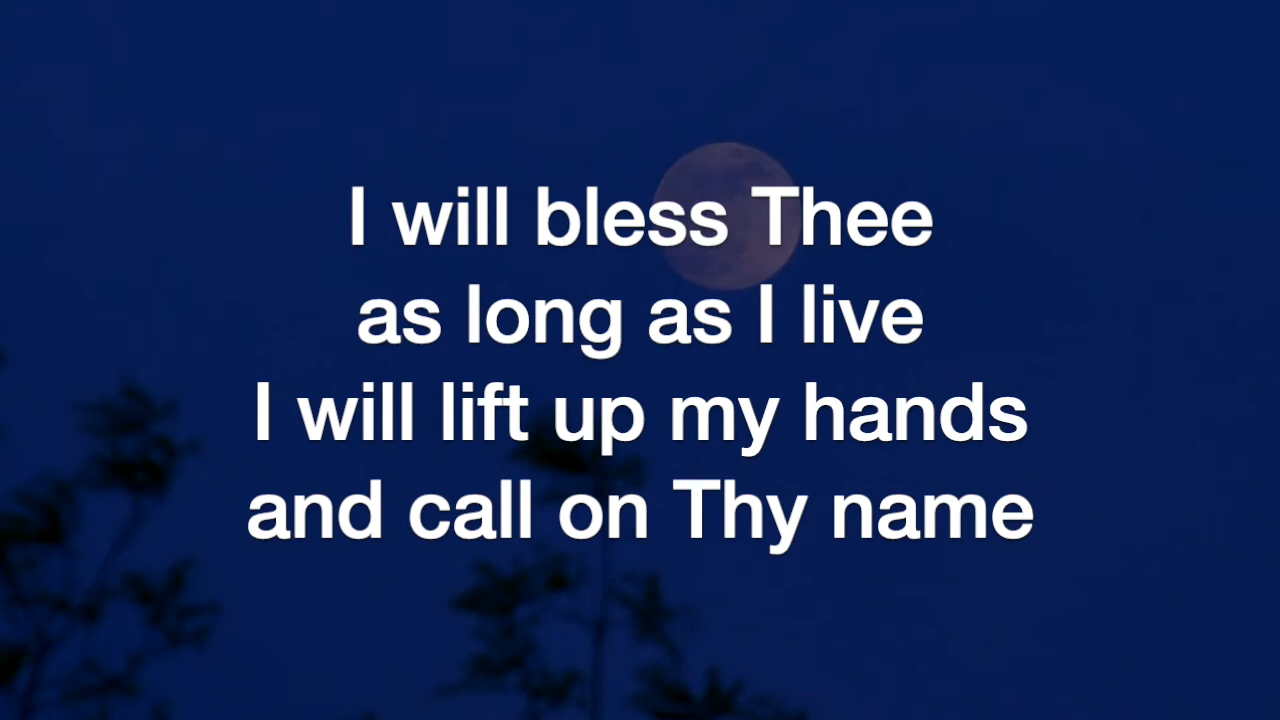 I will bless Thee
as long as I live
I will lift up my hands
and call on Thy name